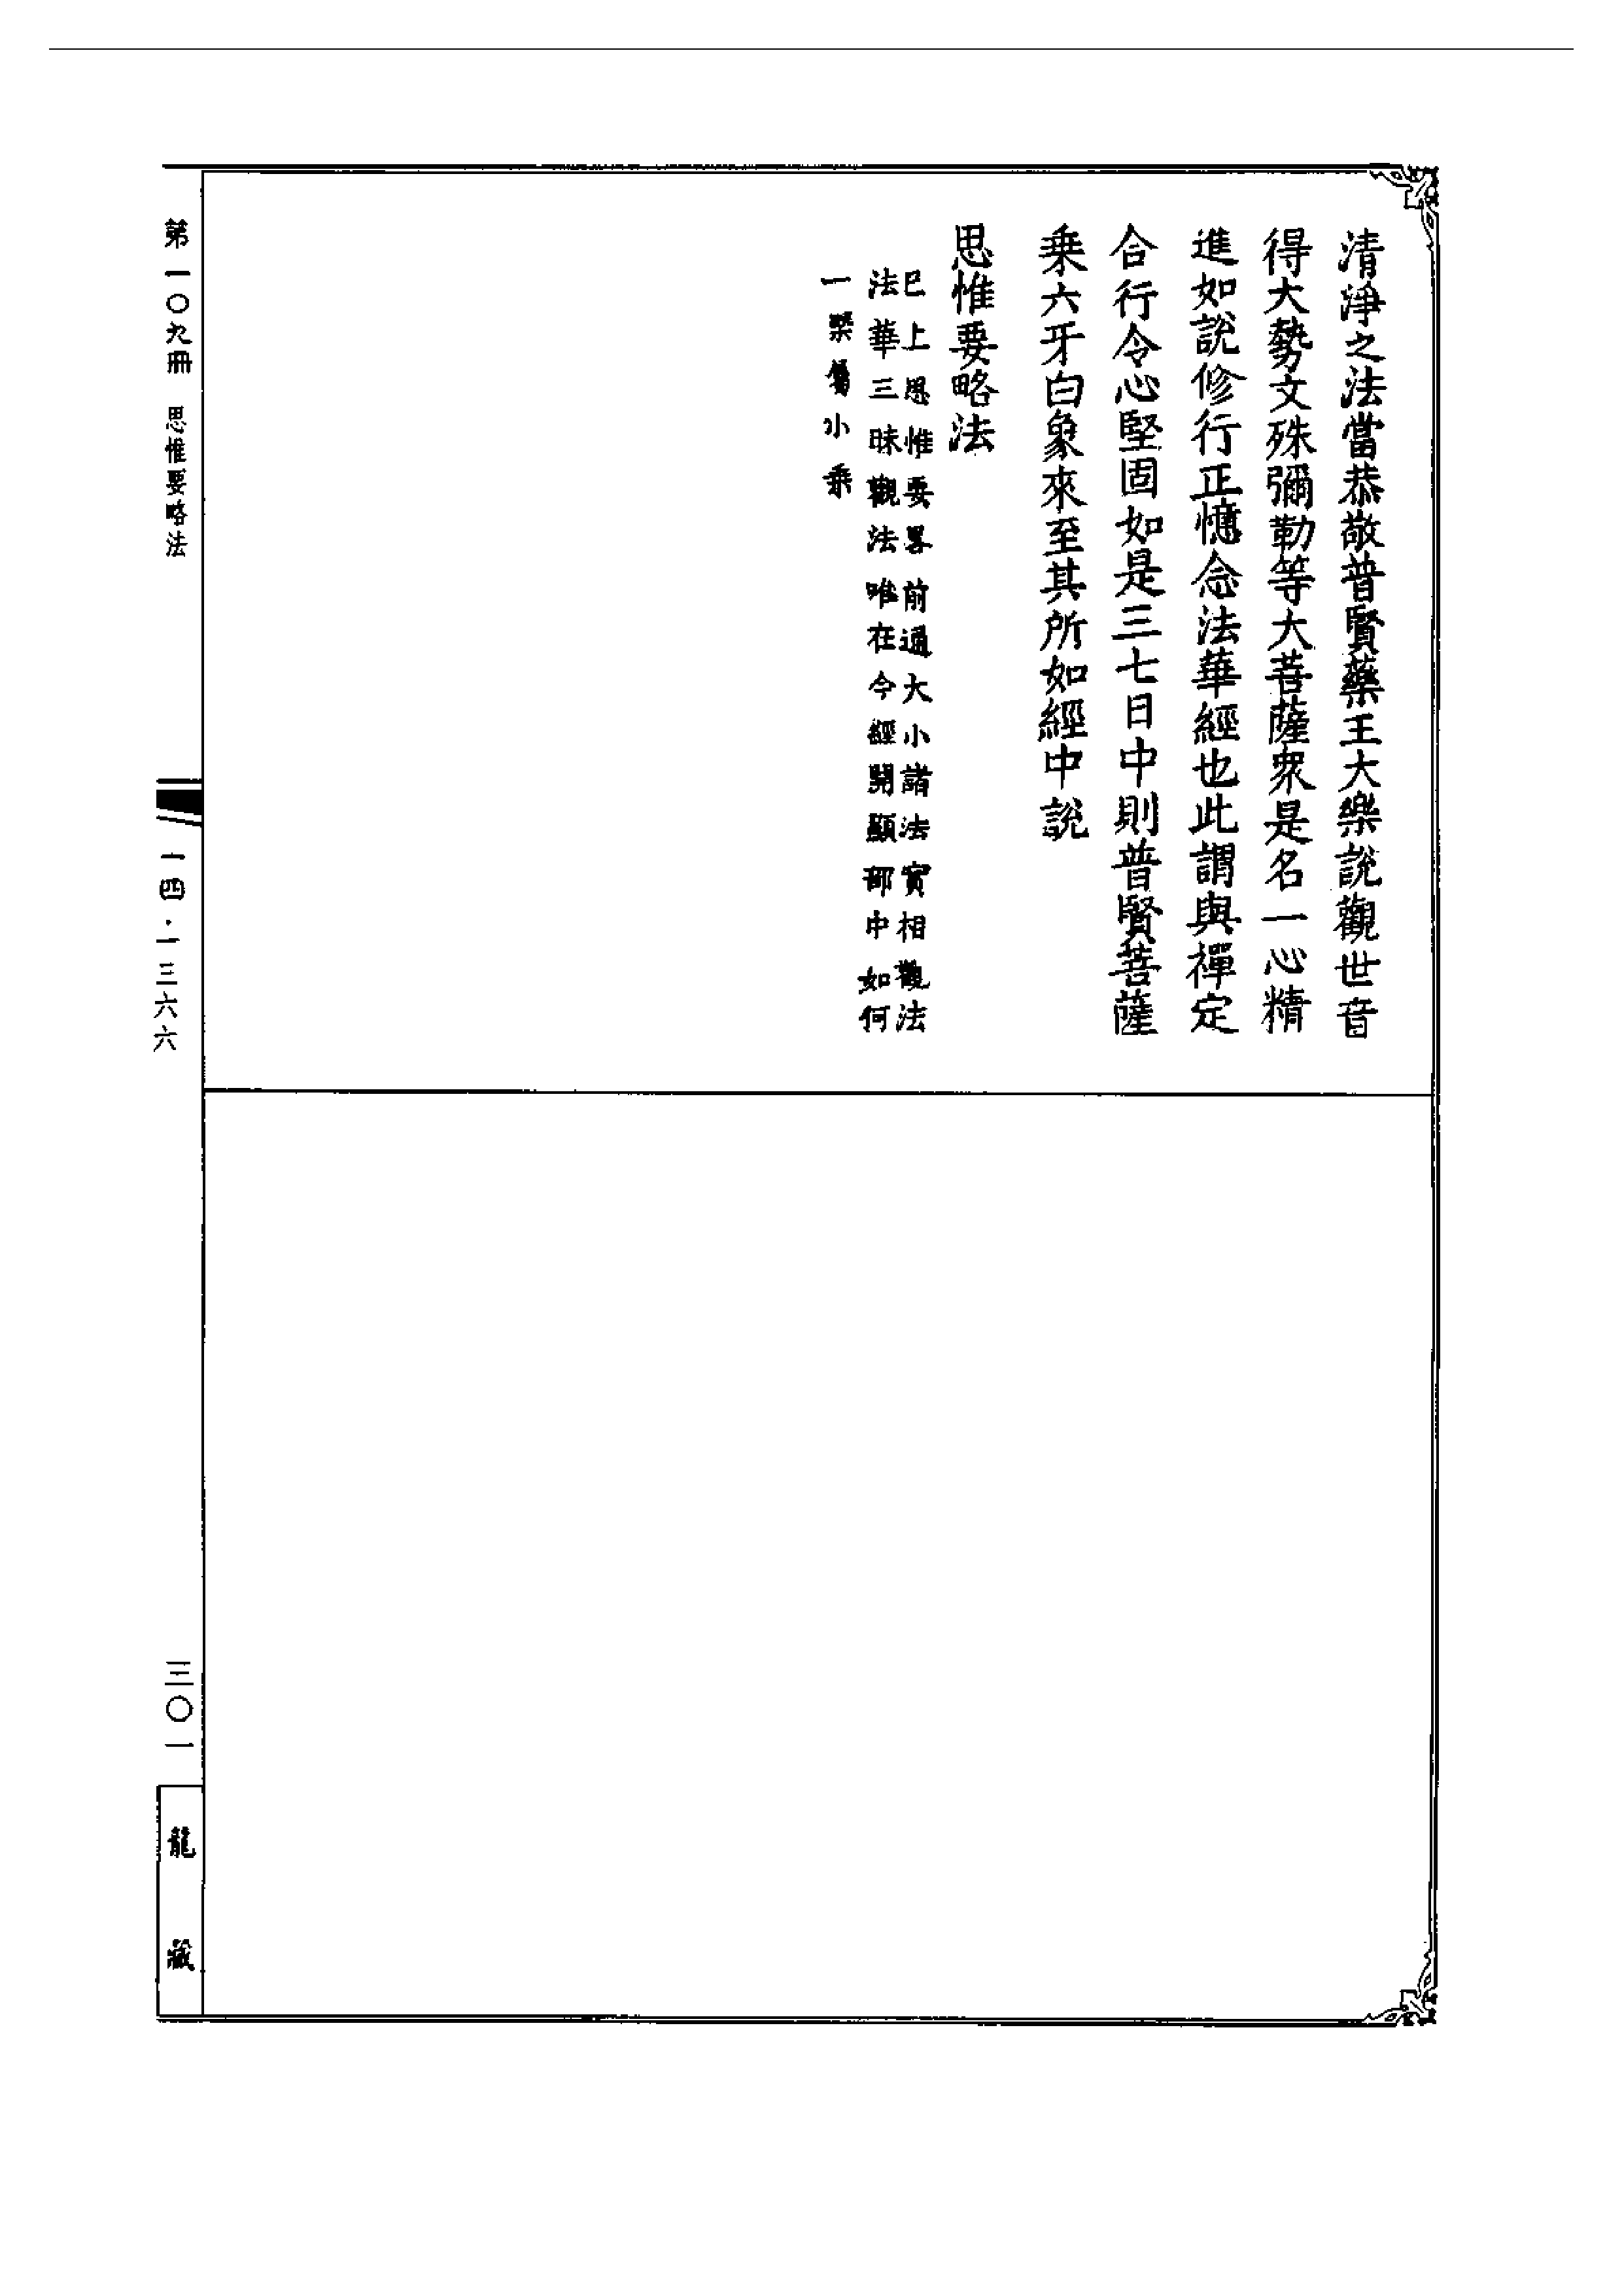 清淨之法當恭敬普賢藥王大樂說觀世音
得大勢文殊彌勒等大菩薩衆是名一心精
進如說修行正憶念法華經也此謂與禪定
合行令心堅固如是三七日中則普賢菩薩
乗六牙白象來至其所如經中說
思惟要略法
已上思惟要畧前通大小諸法實相觀法
法華三昧觀法唯在今經開顯部中如何
一槩屬小乗
第一〇九冊 思惟要略法
一四·一三六六
三〇一
龍藏